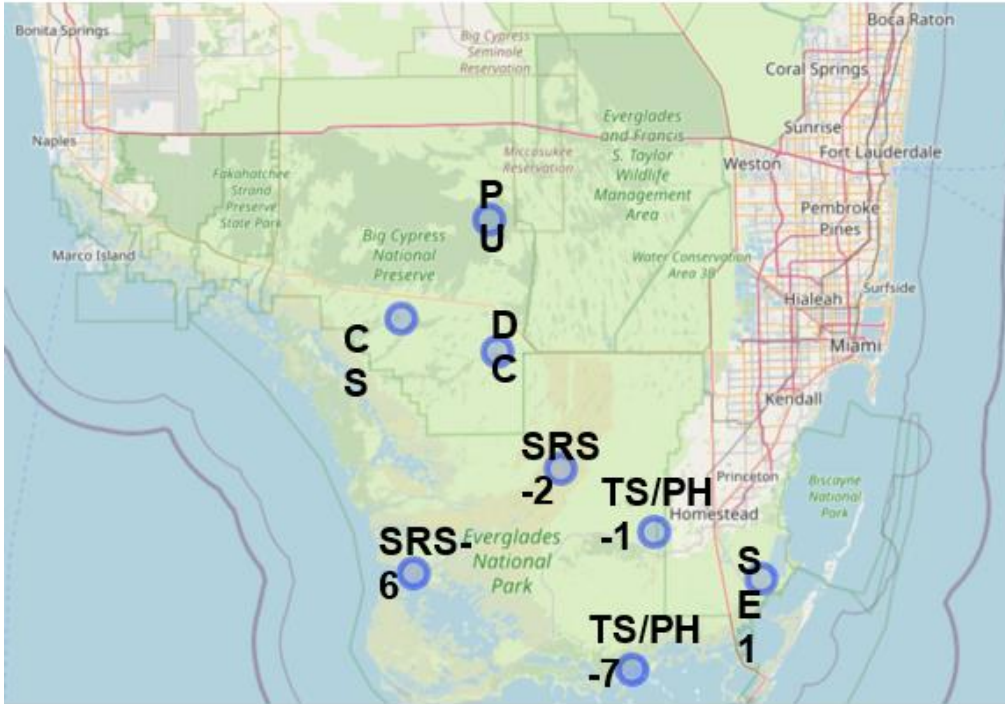 Bonita Springs
Big Cypress
Seminole
Reservation
Boca Raton
Coral Springs
Naples
Everglades
and Francis
S. Taylor
Wildlife
Management
Area
Sunrise
Miccosukee
Reservation
Weston
Fort Lauderdale
Fakahatchee
Strand
Preserve
State Park
P
U
Pembroke
Pines
Marco Island
Big Cypress
National
Preserve
Water Conservation
Area 3B
Surfside
Hialeah
C
S
D
C
Miami
Kendall
SRS
-2
TS/PH
-1
Princeton
Homestead
Biscayne
National
Park
SRS-
6
Everglades
National
Park
S
E
1
TS/PH
-7